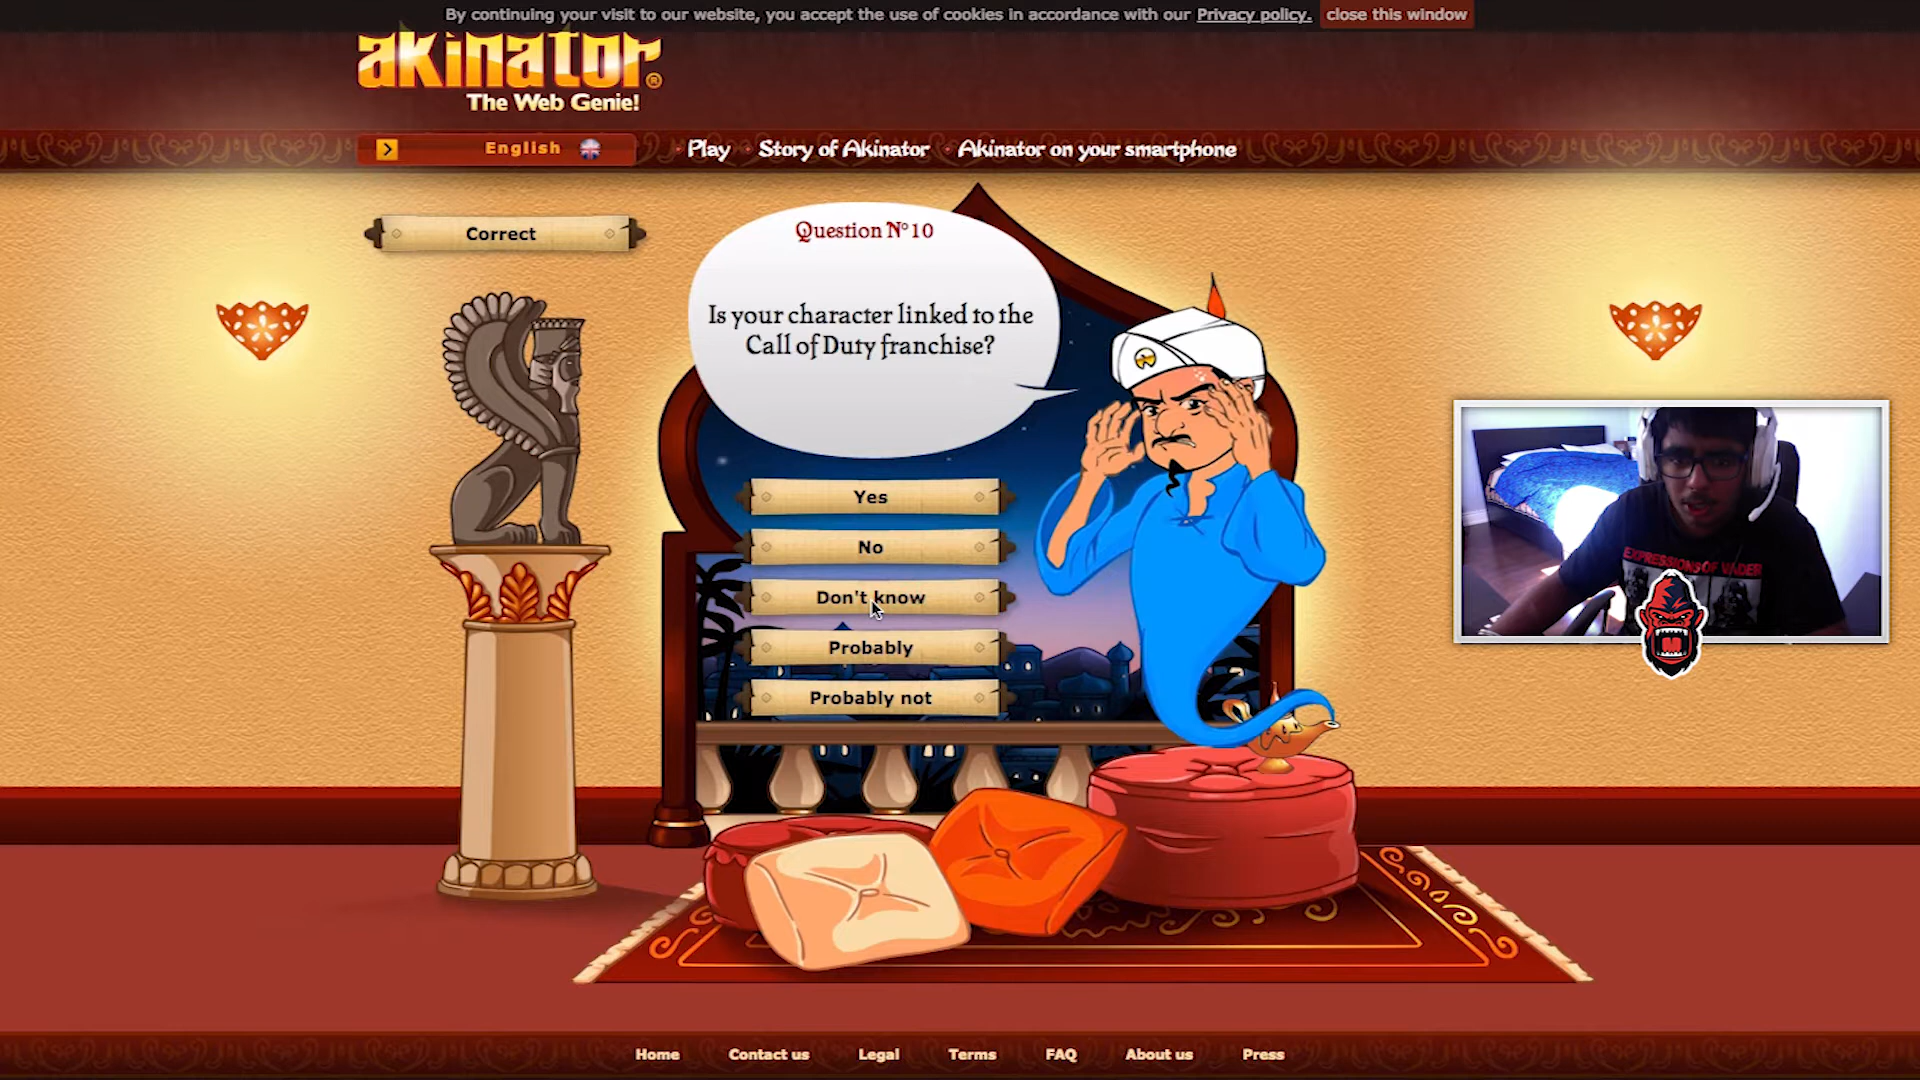 By continuing your visit to our website, you accept the use of cookies in accordance with our Privacy policy. close this window
akinator®
The Web Genie!
English
Play
Story of Akinator
Akinator on your smartphone
Correct
Question N°10
Is your character linked to the
Call of Duty franchise?
Yes
No
Don't know
Probably
Probably not
EXPRESSIONS OF VADER
Home
Contact us
Legal
Terms
FAQ
About us
Press